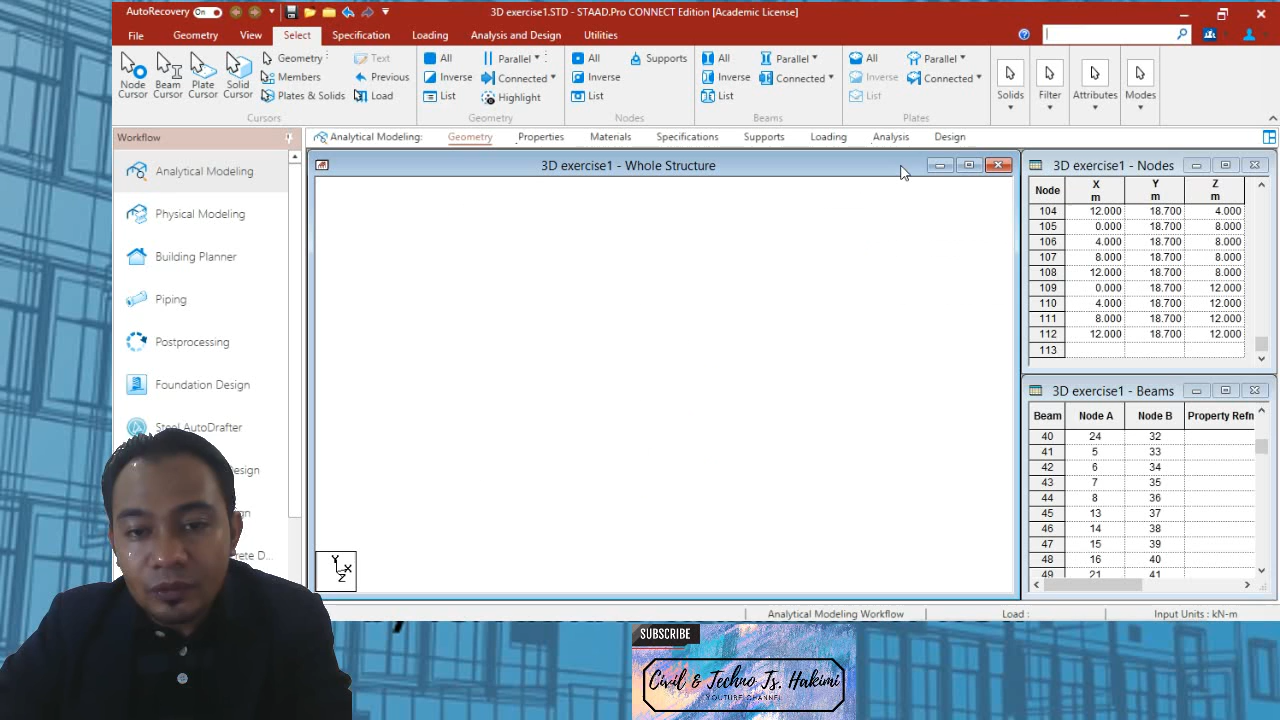 AutoRecovery On
3D exercise1.STD - STAAD.Pro CONNECT Edition [Academic License]
File Geometry View Select Specification Loading Analysis and Design Utilities
Node Cursor
Beam Cursor
Plate Cursor
Solid Cursor
Geometry
Members
Plates & Solids
Text
Previous
Load
Cursors
All
Inverse
List
Parallel
Connected
Highlight
Geometry
All
Inverse
List
Supports
Nodes
All
Inverse
List
Parallel
Connected
Beams
All
Inverse
List
Parallel
Connected
Plates
Solids
Filter
Attributes
Modes
Workflow
Analytical Modeling: Geometry Properties Materials Specifications Supports Loading Analysis Design
Analytical Modeling
Physical Modeling
Building Planner
Piping
Postprocessing
Foundation Design
Steel AutoDrafter
3D exercise1 - Whole Structure
Y
X
Z
3D exercise1 - Nodes
Node X m Y m Z m
104 12.000 18.700 4.000
105 0.000 18.700 8.000
106 4.000 18.700 8.000
107 8.000 18.700 8.000
108 12.000 18.700 8.000
109 0.000 18.700 12.000
110 4.000 18.700 12.000
111 8.000 18.700 12.000
112 12.000 18.700 12.000
113
3D exercise1 - Beams
Beam Node A Node B Property Refn
40 24 32
41 5 33
42 6 34
43 7 35
44 8 36
45 13 37
46 14 38
47 15 39
48 16 40
49 21 41
Analytical Modeling Workflow Load : Input Units : kN-m
SUBSCRIBE
Civil & Techno Ts. Hakimi
YOUTUBE CHANNEL